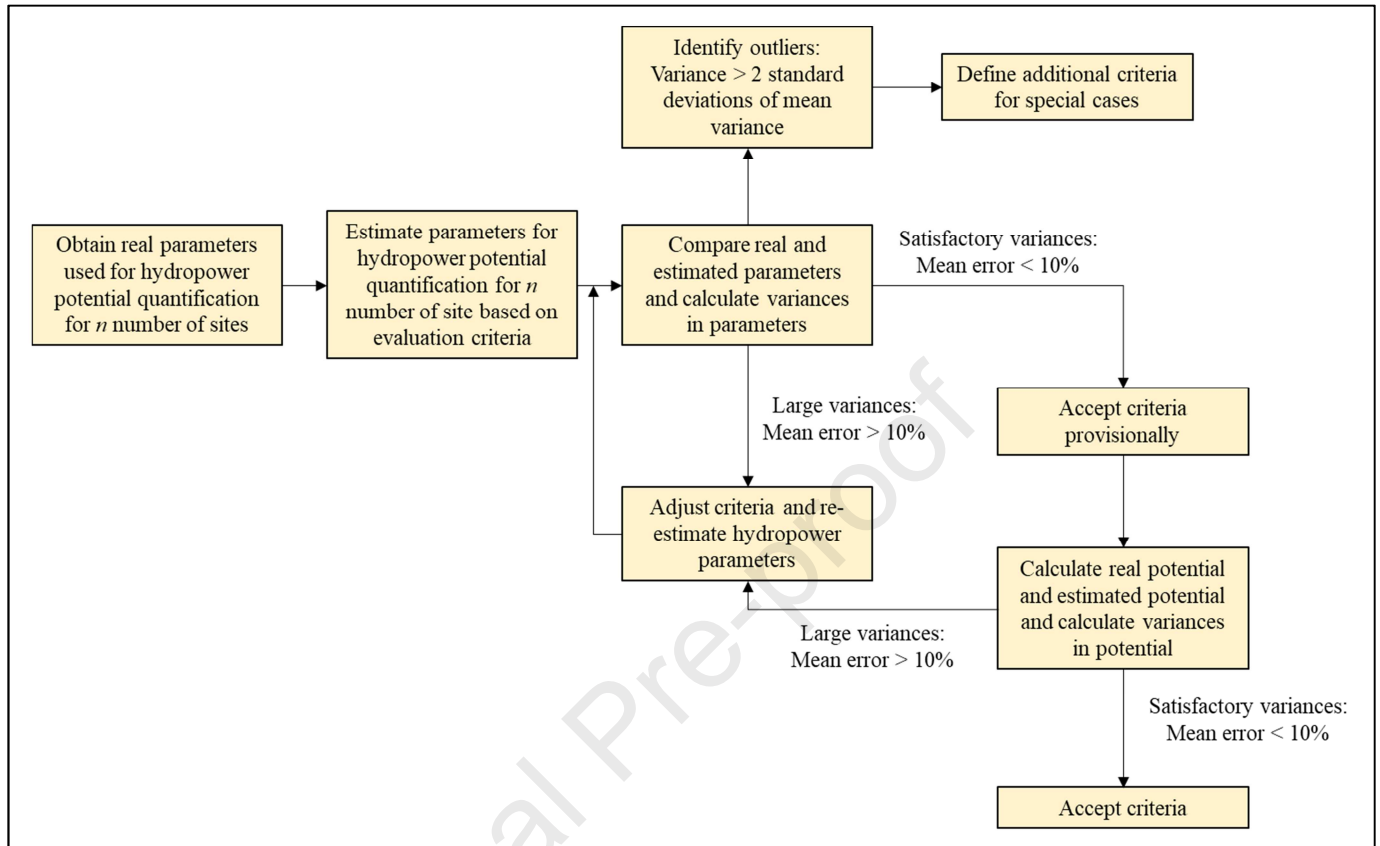 Identify outliers:
Variance > 2 standard
deviations of mean
variance
Define additional criteria
for special cases
Obtain real parameters
used for hydropower
potential quantification
for n number of sites
Estimate parameters for
hydropower potential
quantification for n
number of site based on
evaluation criteria
Compare real and
estimated parameters
and calculate variances
in parameters
Satisfactory variances:
Mean error < 10%
Large variances:
Mean error > 10%
Accept criteria
provisionally
Adjust criteria and re-
estimate hydropower
parameters
Calculate real potential
and estimated potential
and calculate variances
in potential
Large variances:
Mean error > 10%
Satisfactory variances:
Mean error < 10%
Accept criteria
al Pre-proof